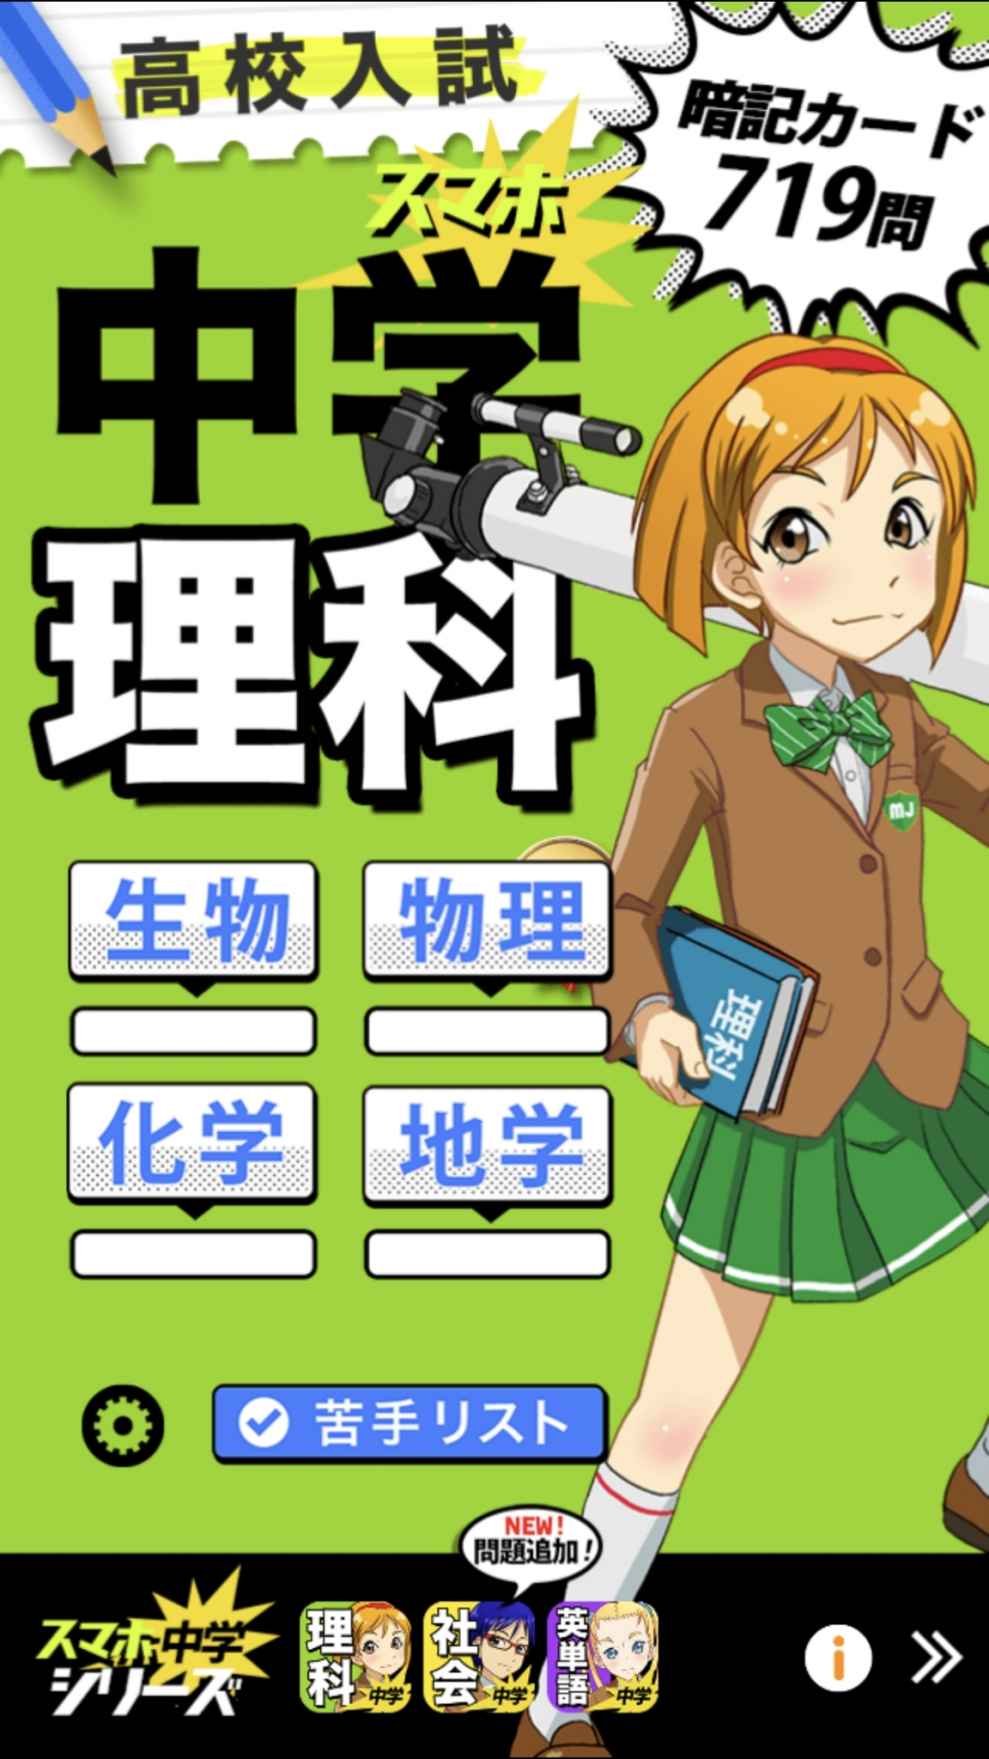 高校入試
暗記カード
719問
スマホ
中学
理科
MJ
生物
物理
理科
化学
地学
苦手リスト
NEW!
問題追加!
スマホ中学
シリーズ
理科
中学
社会
中学
英単語
中学
i